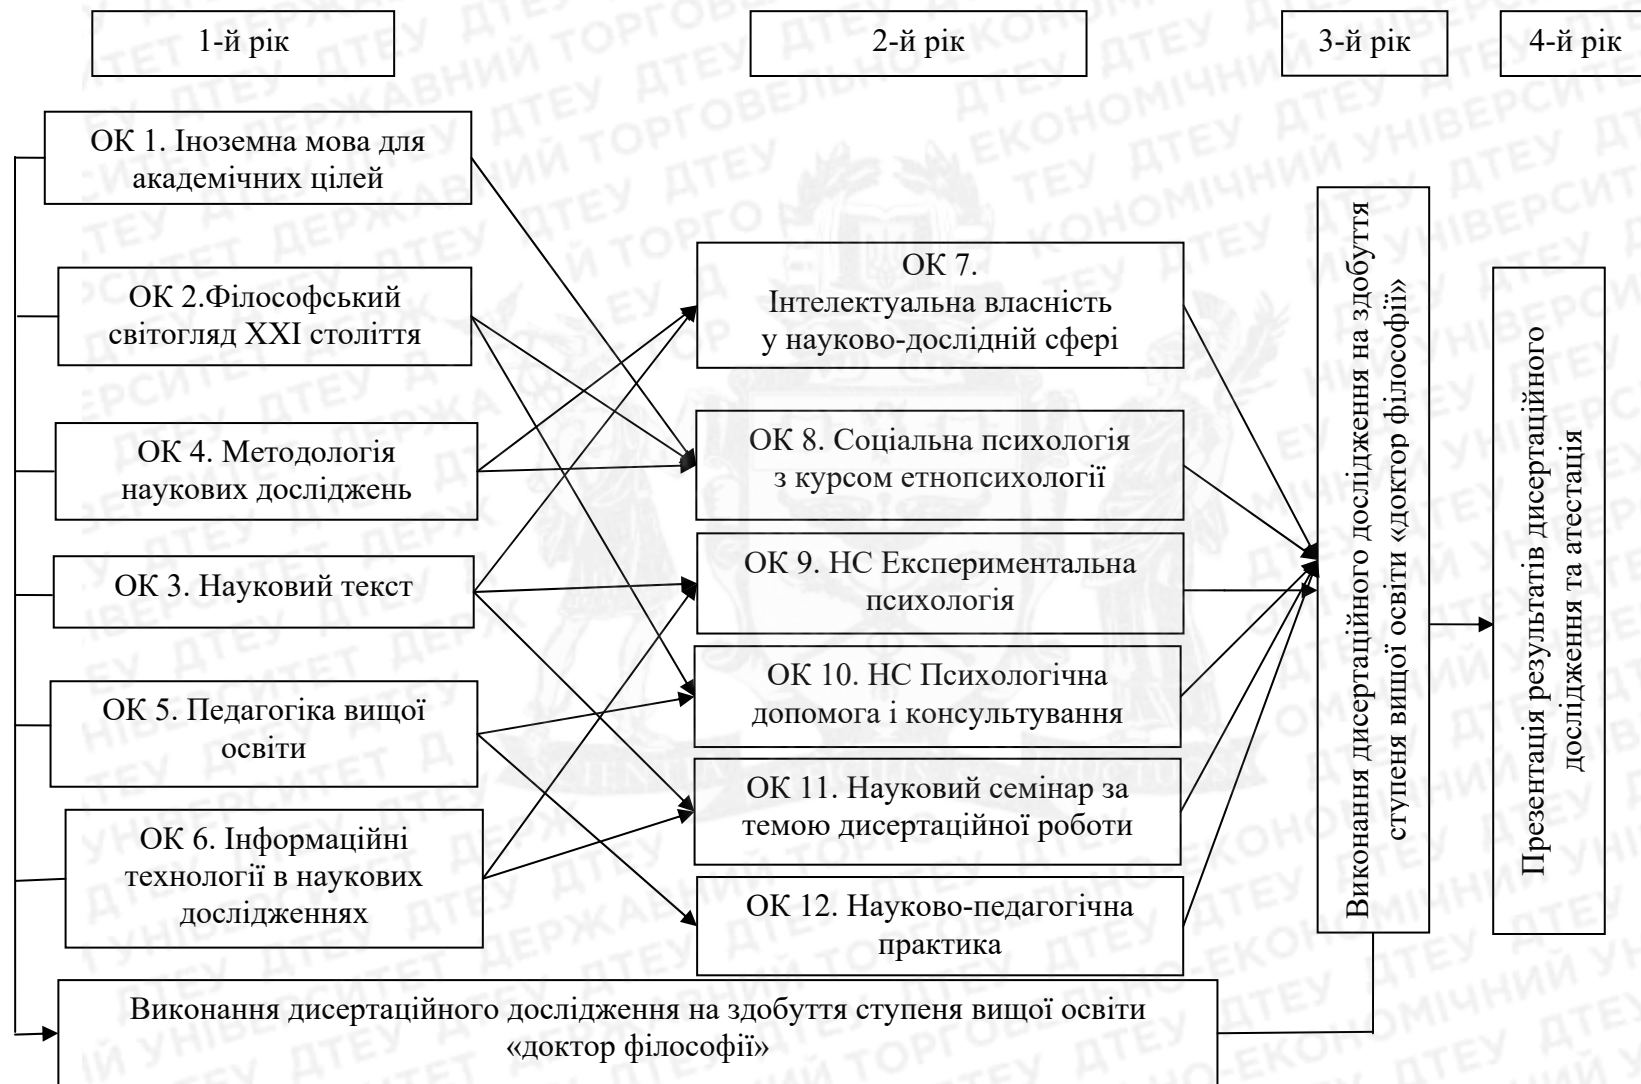 1-й рік
2-й рік
3-й рік
4-й рік
ОК 1. Іноземна мова для
академічних цілей
ОК 2.Філософський
світогляд ХХІ століття
ОК 4. Методологія
наукових досліджень
ОК 3. Науковий текст
ОК 5. Педагогіка вищої
освіти
ОК 6. Інформаційні
технології в наукових
дослідженнях
ОК 7.
Інтелектуальна власність
у науково-дослідній сфері
ОК 8. Соціальна психологія
з курсом етнопсихології
ОК 9. НС Експериментальна
психологія
ОК 10. НС Психологічна
допомога і консультування
ОК 11. Науковий семінар за
темою дисертаційної роботи
ОК 12. Науково-педагогічна
практика
Виконання дисертаційного дослідження на здобуття
ступеня вищої освіти «доктор філософії»
Презентація результатів дисертаційного
дослідження та атестація
Виконання дисертаційного дослідження на здобуття ступеня вищої освіти
«доктор філософії»